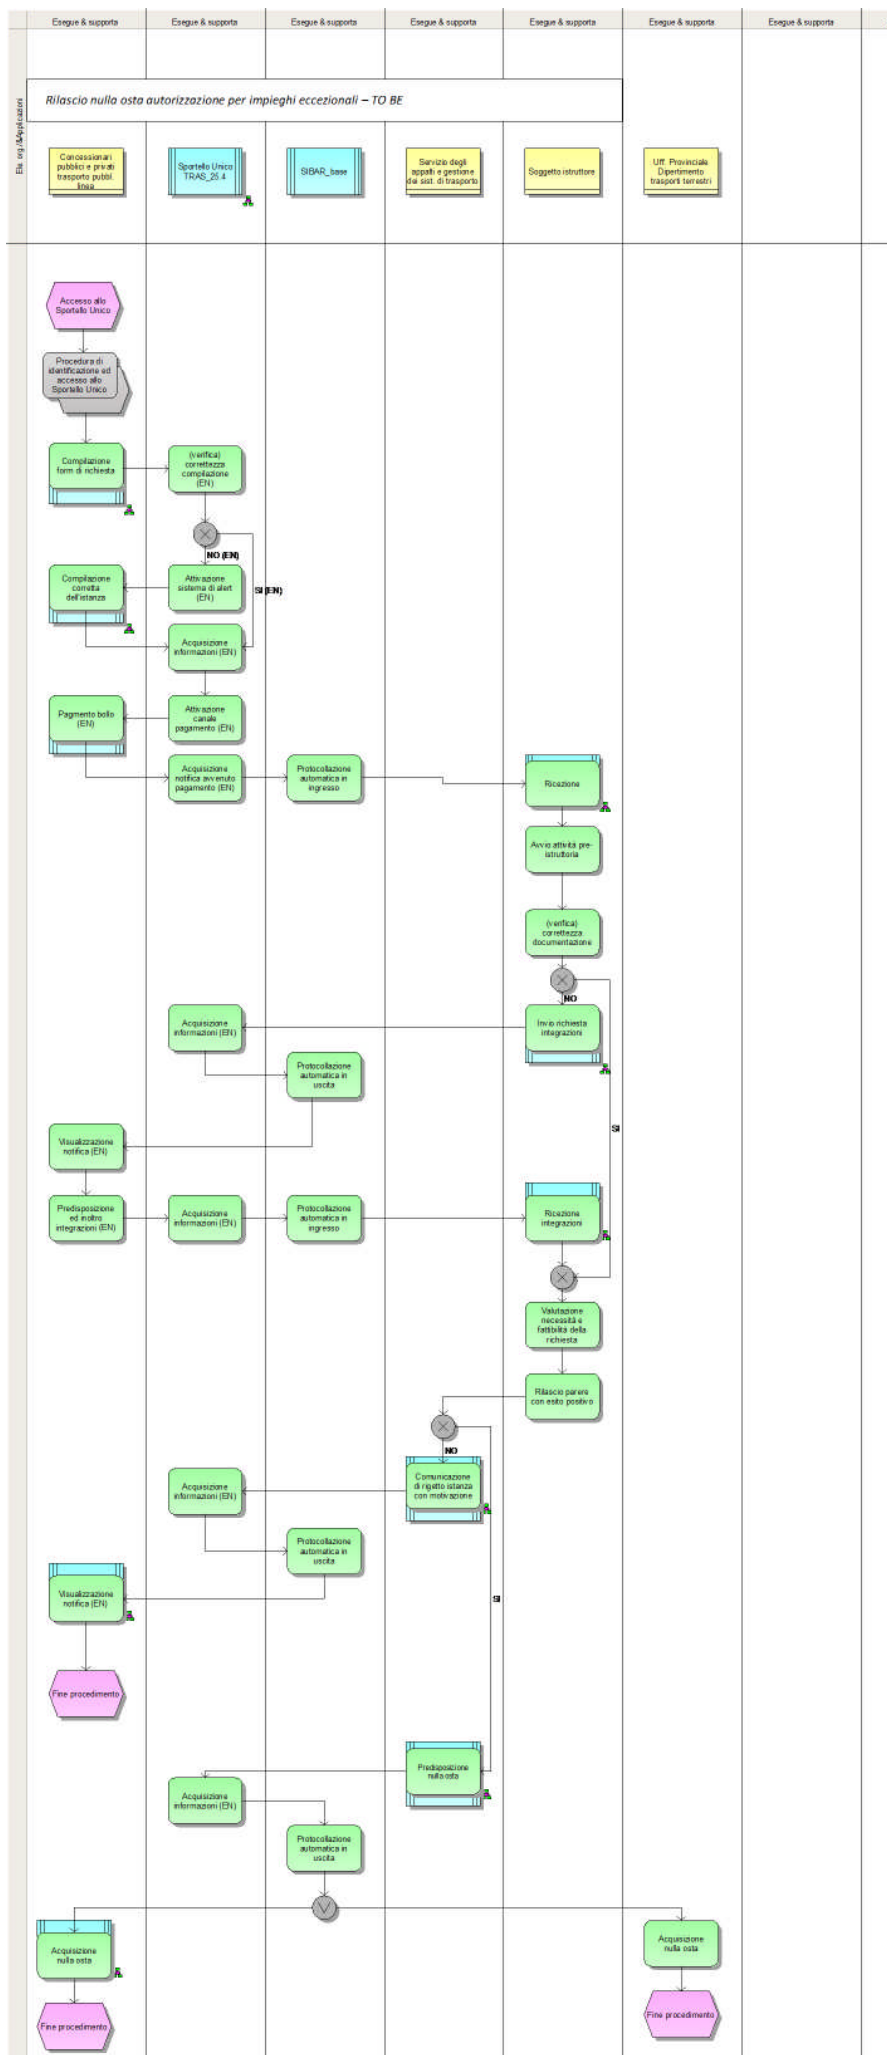 Esegue & supporta
Esegue & supporta
Esegue & supporta
Esegue & supporta
Esegue & supporta
Esegue & supporta
Esegue & supporta
Ele. org./&Applicazioni
Rilascio nulla osta autorizzazione per impieghi eccezionali – TO BE
Concessionari
pubblici e privati
trasporto pubbl.
linea
Sportello Unico
TRAS_25.4
SIBAR_base
Servizio degli
appalti e gestione
dei sist. di trasporto
Soggetto istruttore
Uff. Provinciale
Dipertimento
trasporti terrestri
Accesso allo
Sportello Unico
Procedura di
identificazione ed
accesso allo
Sportello Unico
Compilazione
form di richiesta
(verifica)
correttezza
compilazione
(EN)
NO (EN)
SI (EN)
Compilazione
corretta
dell'istanza
Attivazione
sistema di alert
(EN)
Acquisizione
informazioni (EN)
Pagmento bollo
(EN)
Attivazione
canale
pagamento (EN)
Acquisizione
notifica avvenuto
pagamento (EN)
Protocollazione
automatica in
ingresso
Ricezione
Avvio attività pre-
istruttoria
(verifica)
correttezza
documentazione
NO
Acquisizione
informazioni (EN)
Invio richiesta
integrazioni
Protocollazione
automatica in
uscita
SI
Visualizzazione
notifica (EN)
Predisposizione
ed inoltro
integrazioni (EN)
Acquisizione
informazioni (EN)
Protocollazione
automatica in
ingresso
Ricezione
integrazioni
Valutazione
necessità e
fattibilità della
richiesta
Rilascio parere
con esito positivo
NO
Acquisizione
informazioni (EN)
Comunicazione
di rigetto istanza
con motivazione
Protocollazione
automatica in
uscita
SI
Visualizzazione
notifica (EN)
Fine procedimento
Predisposizione
nulla osta
Acquisizione
informazioni (EN)
Protocollazione
automatica in
uscita
Acquisizione
nulla osta
Acquisizione
nulla osta
Fine procedimento
Fine procedimento